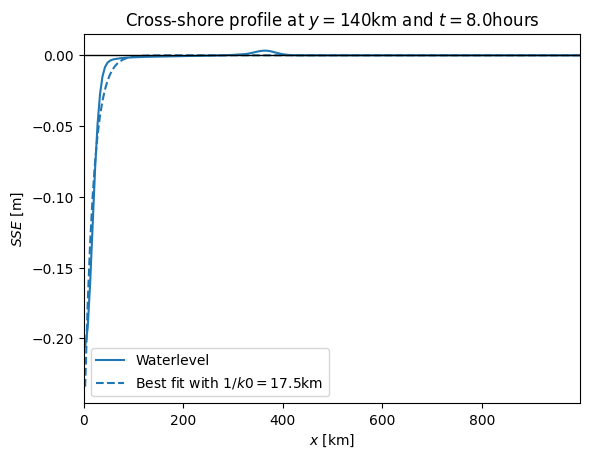 Cross-shore profile at y = 140km and t = 8.0hours
SSE [m]
0.00
−0.05
−0.10
−0.15
−0.20
Waterlevel
Best fit with 1/k0 = 17.5km
0 200 400 600 800
x [km]